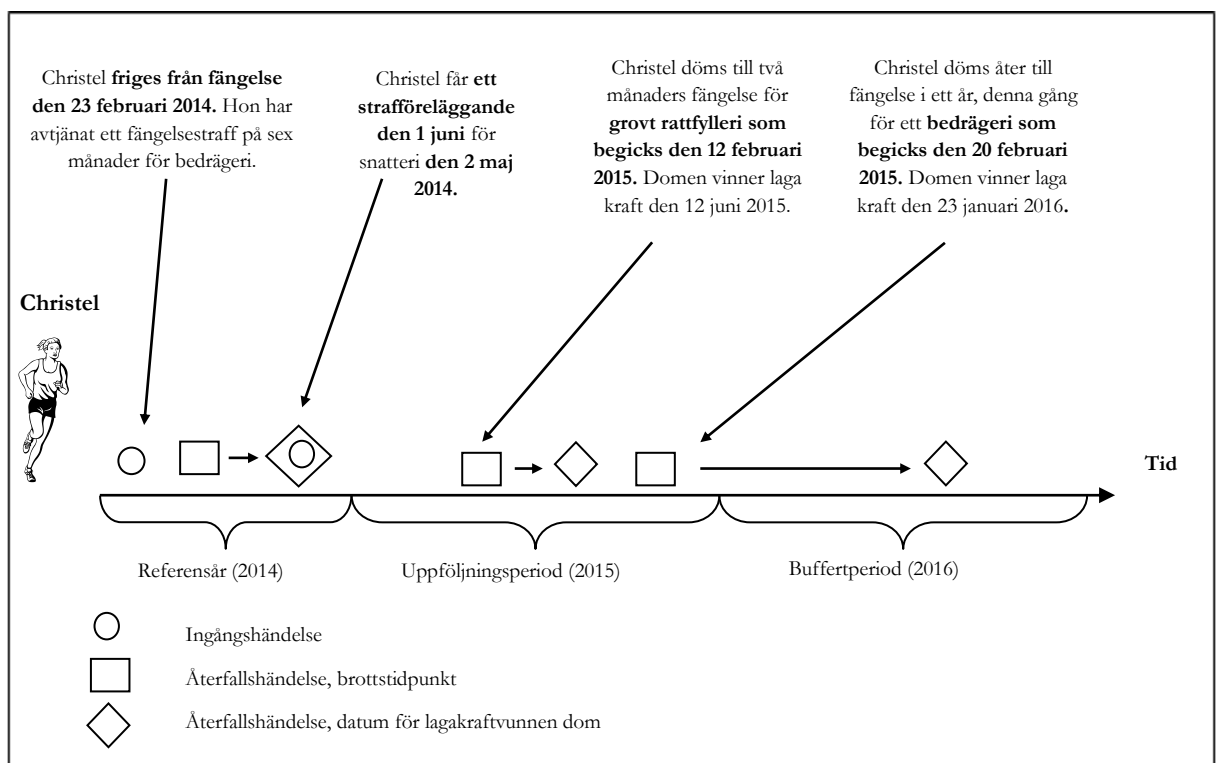 Christel friges från fängelse
den 23 februari 2014. Hon har
avtjänat ett fängelsestraff på sex
månader för bedrägeri.
Christel får ett
strafföreläggande
den 1 juni för
snatteri den 2 maj
2014.
Christel döms till två
månaders fängelse för
grovt rattfylleri som
begicks den 12 februari
2015. Domen vinner laga
kraft den 12 juni 2015.
Christel döms åter till
fängelse i ett år, denna gång
för ett bedrägeri som
begicks den 20 februari
2015. Domen vinner laga
kraft den 23 januari 2016.
Christel
Tid
Referensår (2014)
Uppföljningsperiod (2015)
Buffertperiod (2016)
Ingångshändelse
Återfallshändelse, brottstidpunkt
Återfallshändelse, datum för lagakraftvunnen dom